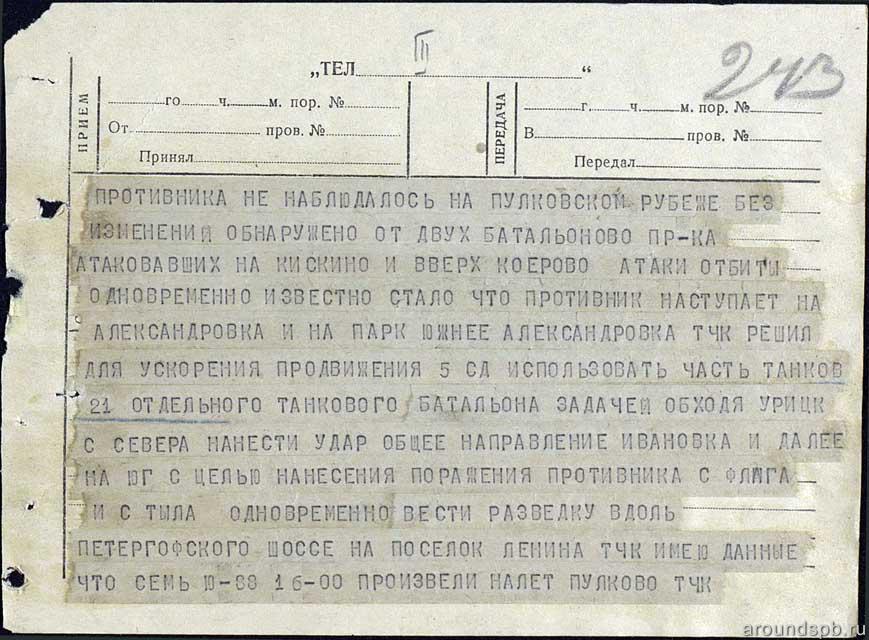 III
243
„ТЕЛ “
ПРИЕМ
го ч. м. пор. №
От пров. №
Принял
ПЕРЕДАЧА
г. ч. м. пор. №
В пров. №
Передал
ПРОТИВНИКА НЕ НАБЛЮДАЛОСЬ НА ПУЛКОВСКОМ РУБЕЖЕ БЕЗ
ИЗМЕНЕНИЙ ОБНАРУЖЕНО ОТ ДВУХ БАТАЛЬОНОВО ПР-КА
АТАКОВАВШИХ НА КИСКИНО И ВВЕРХ КОЕРОВО АТАКИ ОТБИТЫ
ОДНОВРЕМЕННО ИЗВЕСТНО СТАЛО ЧТО ПРОТИВНИК НАСТУПАЕТ НА
АЛЕКСАНДРОВКА И НА ПАРК ЮЖНЕЕ АЛЕКСАНДРОВКА ТЧК РЕШИЛ
ДЛЯ УСКОРЕНИЯ ПРОДВИЖЕНИЯ 5 СД ИСПОЛЬЗОВАТЬ ЧАСТЬ ТАНКОВ
21 ОТДЕЛЬНОГО ТАНКОВОГО БАТАЛЬОНА ЗАДАЧЕЙ ОБХОДЯ УРИЦК
С СЕВЕРА НАНЕСТИ УДАР ОБЩЕЕ НАПРАВЛЕНИЕ ИВАНОВКА И ДАЛЕЕ
НА ЮГ С ЦЕЛЬЮ НАНЕСЕНИЯ ПОРАЖЕНИЯ ПРОТИВНИКА С ФЛАГА
И С ТЫЛА ОДНОВРЕМЕННО ВЕСТИ РАЗВЕДКУ ВДОЛЬ
ПЕТЕРГОФСКОГО ШОССЕ НА ПОСЕЛОК ЛЕНИНА ТЧК ИМЕЮ ДАННЫЕ
ЧТО СЕМЬ Ю-88 16-00 ПРОИЗВЕЛИ НАЛЕТ ПУЛКОВО ТЧК
aroundspb.ru